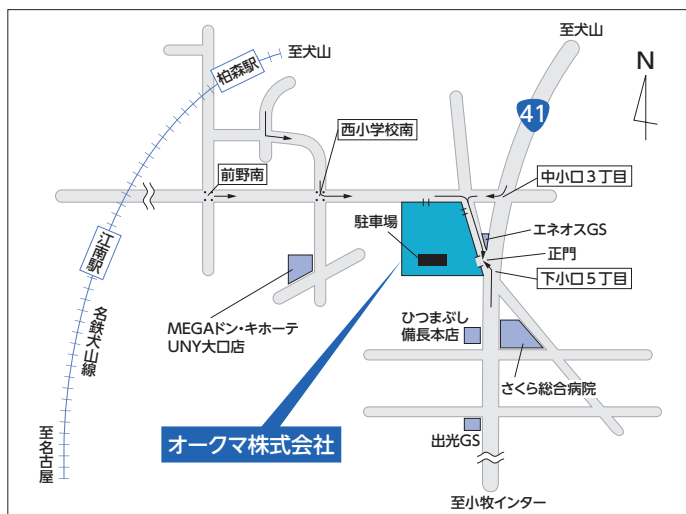 至犬山
至犬山
N
柏森駅
41
西小学校南
前野南
中小口3丁目
駐車場
エネオスGS
正門
江南駅
下小口5丁目
名鉄犬山線
MEGAドン・キホーテ
UNY大口店
ひつまぶし
備長本店
さくら総合病院
至名古屋
オークマ株式会社
出光GS
至小牧インター